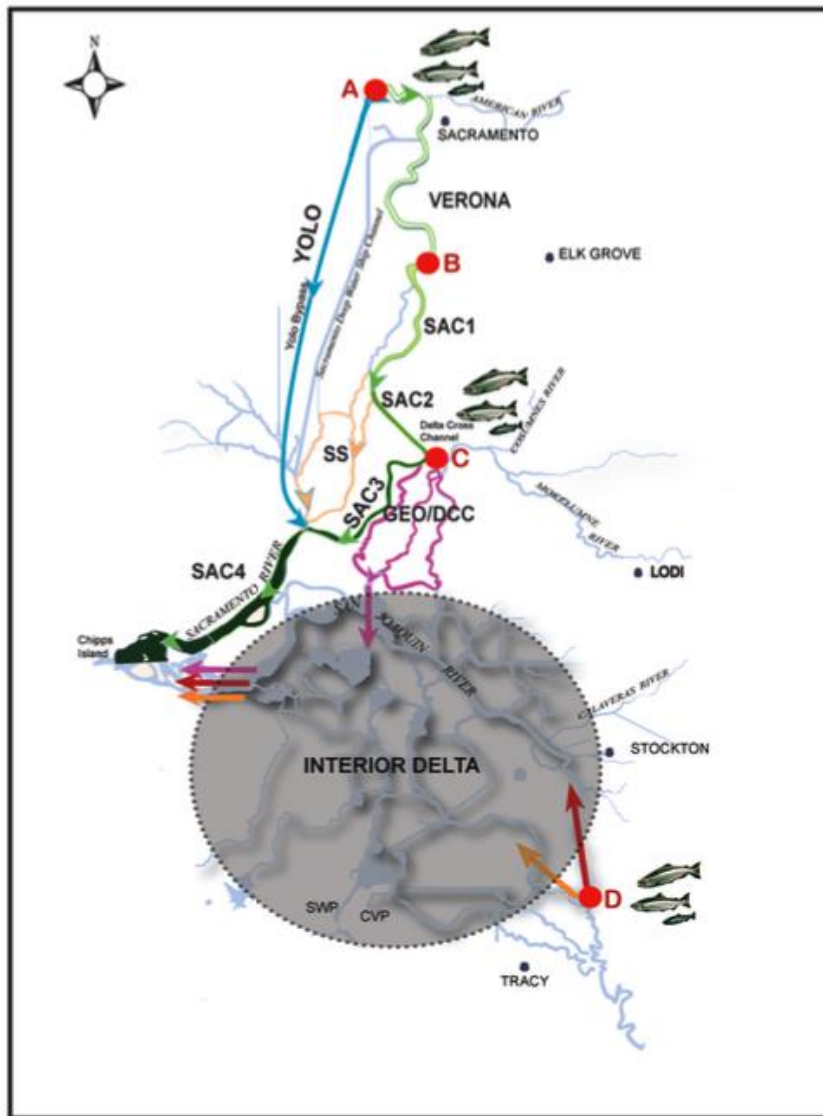 N
A
AMERICAN RIVER
SACRAMENTO
VERONA
YOLO
Yolo Bypass
Sacramento Deep Water Ship Channel
B
ELK GROVE
SAC1
SAC2
Delta Cross
Channel
COSUMNES RIVER
SS
C
SAC3
GEO/DCC
MOKELUMNE
RIVER
LODI
SAC4
SACRAMENTO RIVER
Chipps
Island
SAN
JOAQUIN
RIVER
CALAVERAS RIVER
STOCKTON
INTERIOR DELTA
D
SWP
CVP
TRACY